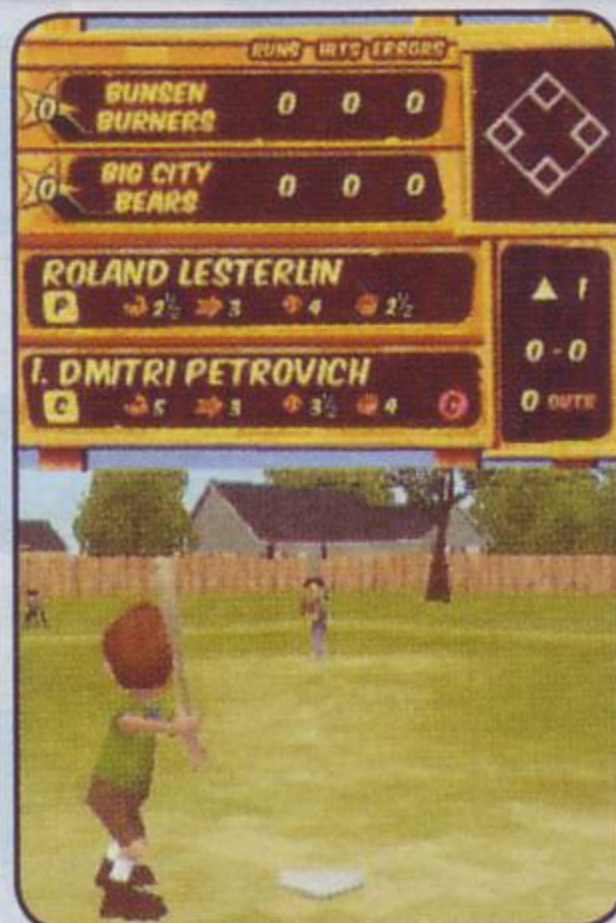 RUNS HITS ERRORS
0 BUNSEN BURNERS 0 0 0
0 BIG CITY BEARS 0 0 0
ROLAND LESTERLIN
P 2½ 3 4 2½
1. DMITRI PETROVICH
C 5 3 3½ 4
▲ 1
0 - 0
0 OUTS